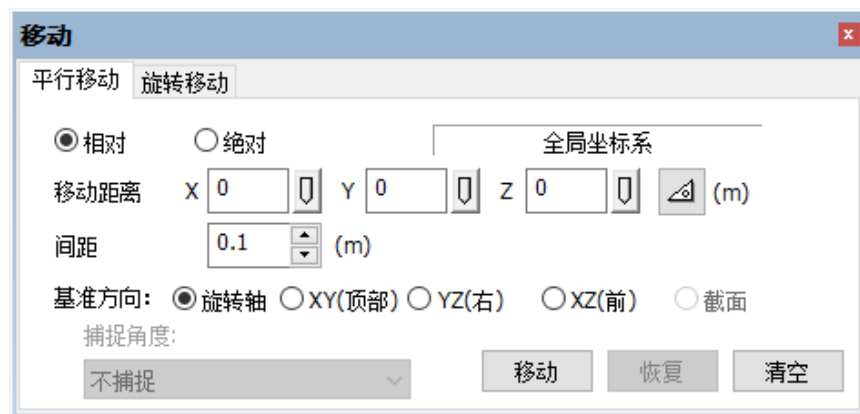 移动
平行移动 旋转移动
相对 绝对 全局坐标系
移动距离 X 0 Y 0 Z 0 (m)
间距 0.1 (m)
基准方向: 旋转轴 XY(顶部) YZ(右) XZ(前) 截面
捕捉角度:
不捕捉 移动 恢复 清空